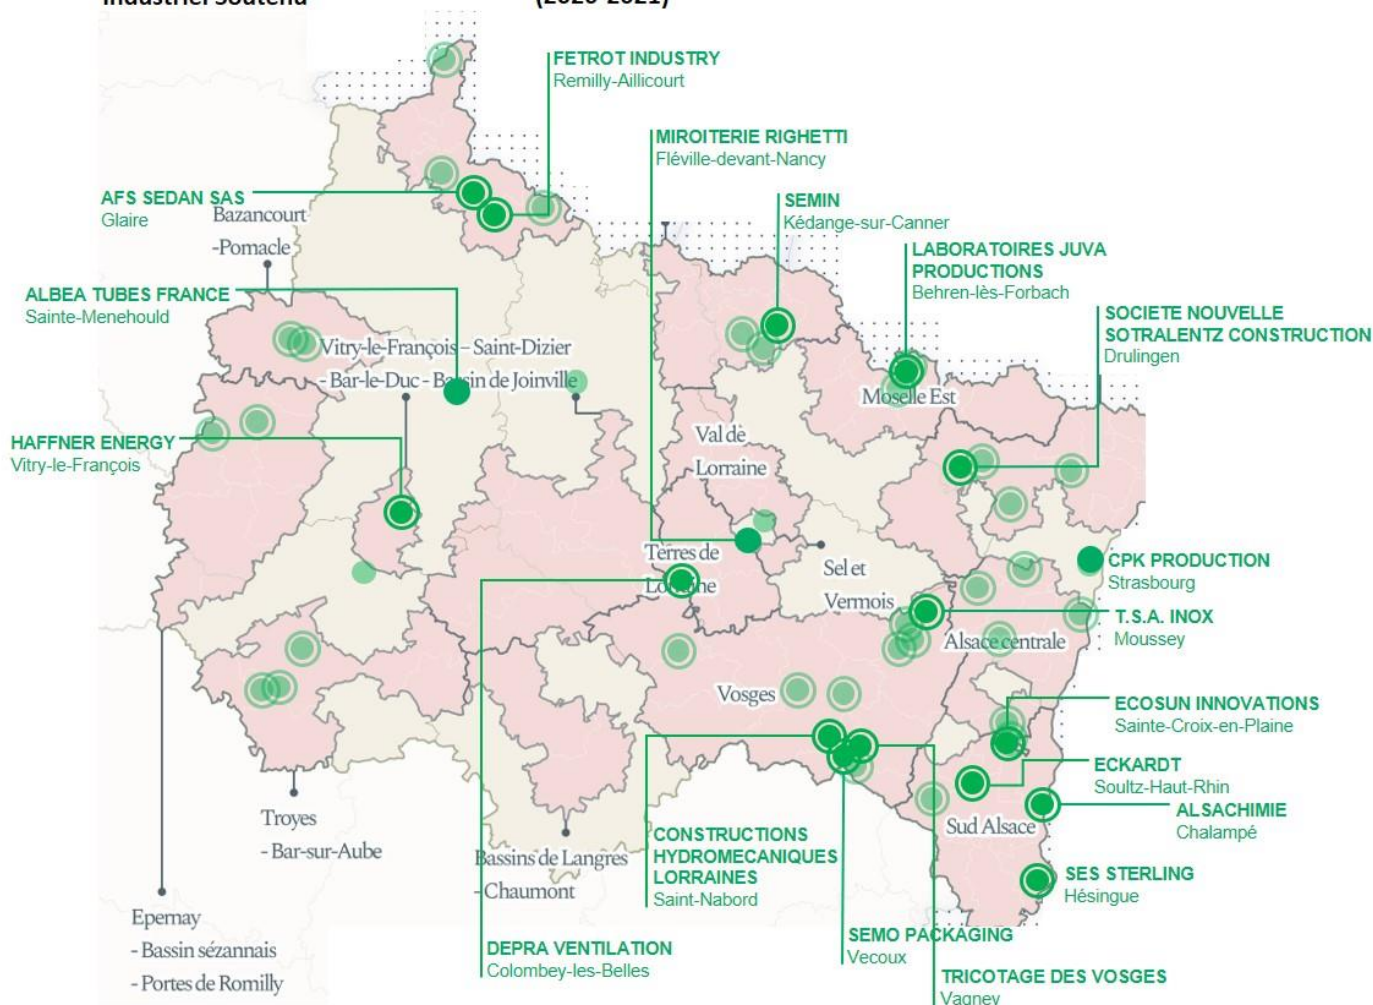 Industriel Soutenu
(2020-2021)
FETROT INDUSTRY
Remilly-Aillicourt
MIROITERIE RIGHETTI
Fléville-devant-Nancy
AFS SEDAN SAS
Glaire
Bazancourt
-Pomacle
SEMIN
Kédange-sur-Canner
LABORATOIRES JUVA
PRODUCTIONS
Behren-lès-Forbach
ALBEA TUBES FRANCE
Sainte-Menehould
SOCIETE NOUVELLE
SOTRALENTZ CONSTRUCTION
Drulingen
Vitry-le-François – Saint-Dizier
- Bar-le-Duc - Bassin de Joinville
Moselle Est
HAFFNER ENERGY
Vitry-le-François
Val de
Lorraine
Terres de
Lorraine
Sel et
Vermois
CPK PRODUCTION
Strasbourg
T.S.A. INOX
Moussey
Alsace centrale
Vosges
ECOSUN INNOVATIONS
Sainte-Croix-en-Plaine
ECKARDT
Soultz-Haut-Rhin
ALSACHIMIE
Chalampé
Sud Alsace
Troyes
- Bar-sur-Aube
Bassins de Langres
- Chaumont
CONSTRUCTIONS
HYDROMECANIQUES
LORRAINES
Saint-Nabord
SES STERLING
Hésingue
Epernay
- Bassin sézannais
- Portes de Romilly
DEPRA VENTILATION
Colombey-les-Belles
SEMO PACKAGING
Vecoux
TRICOTAGE DES VOSGES
Vagney